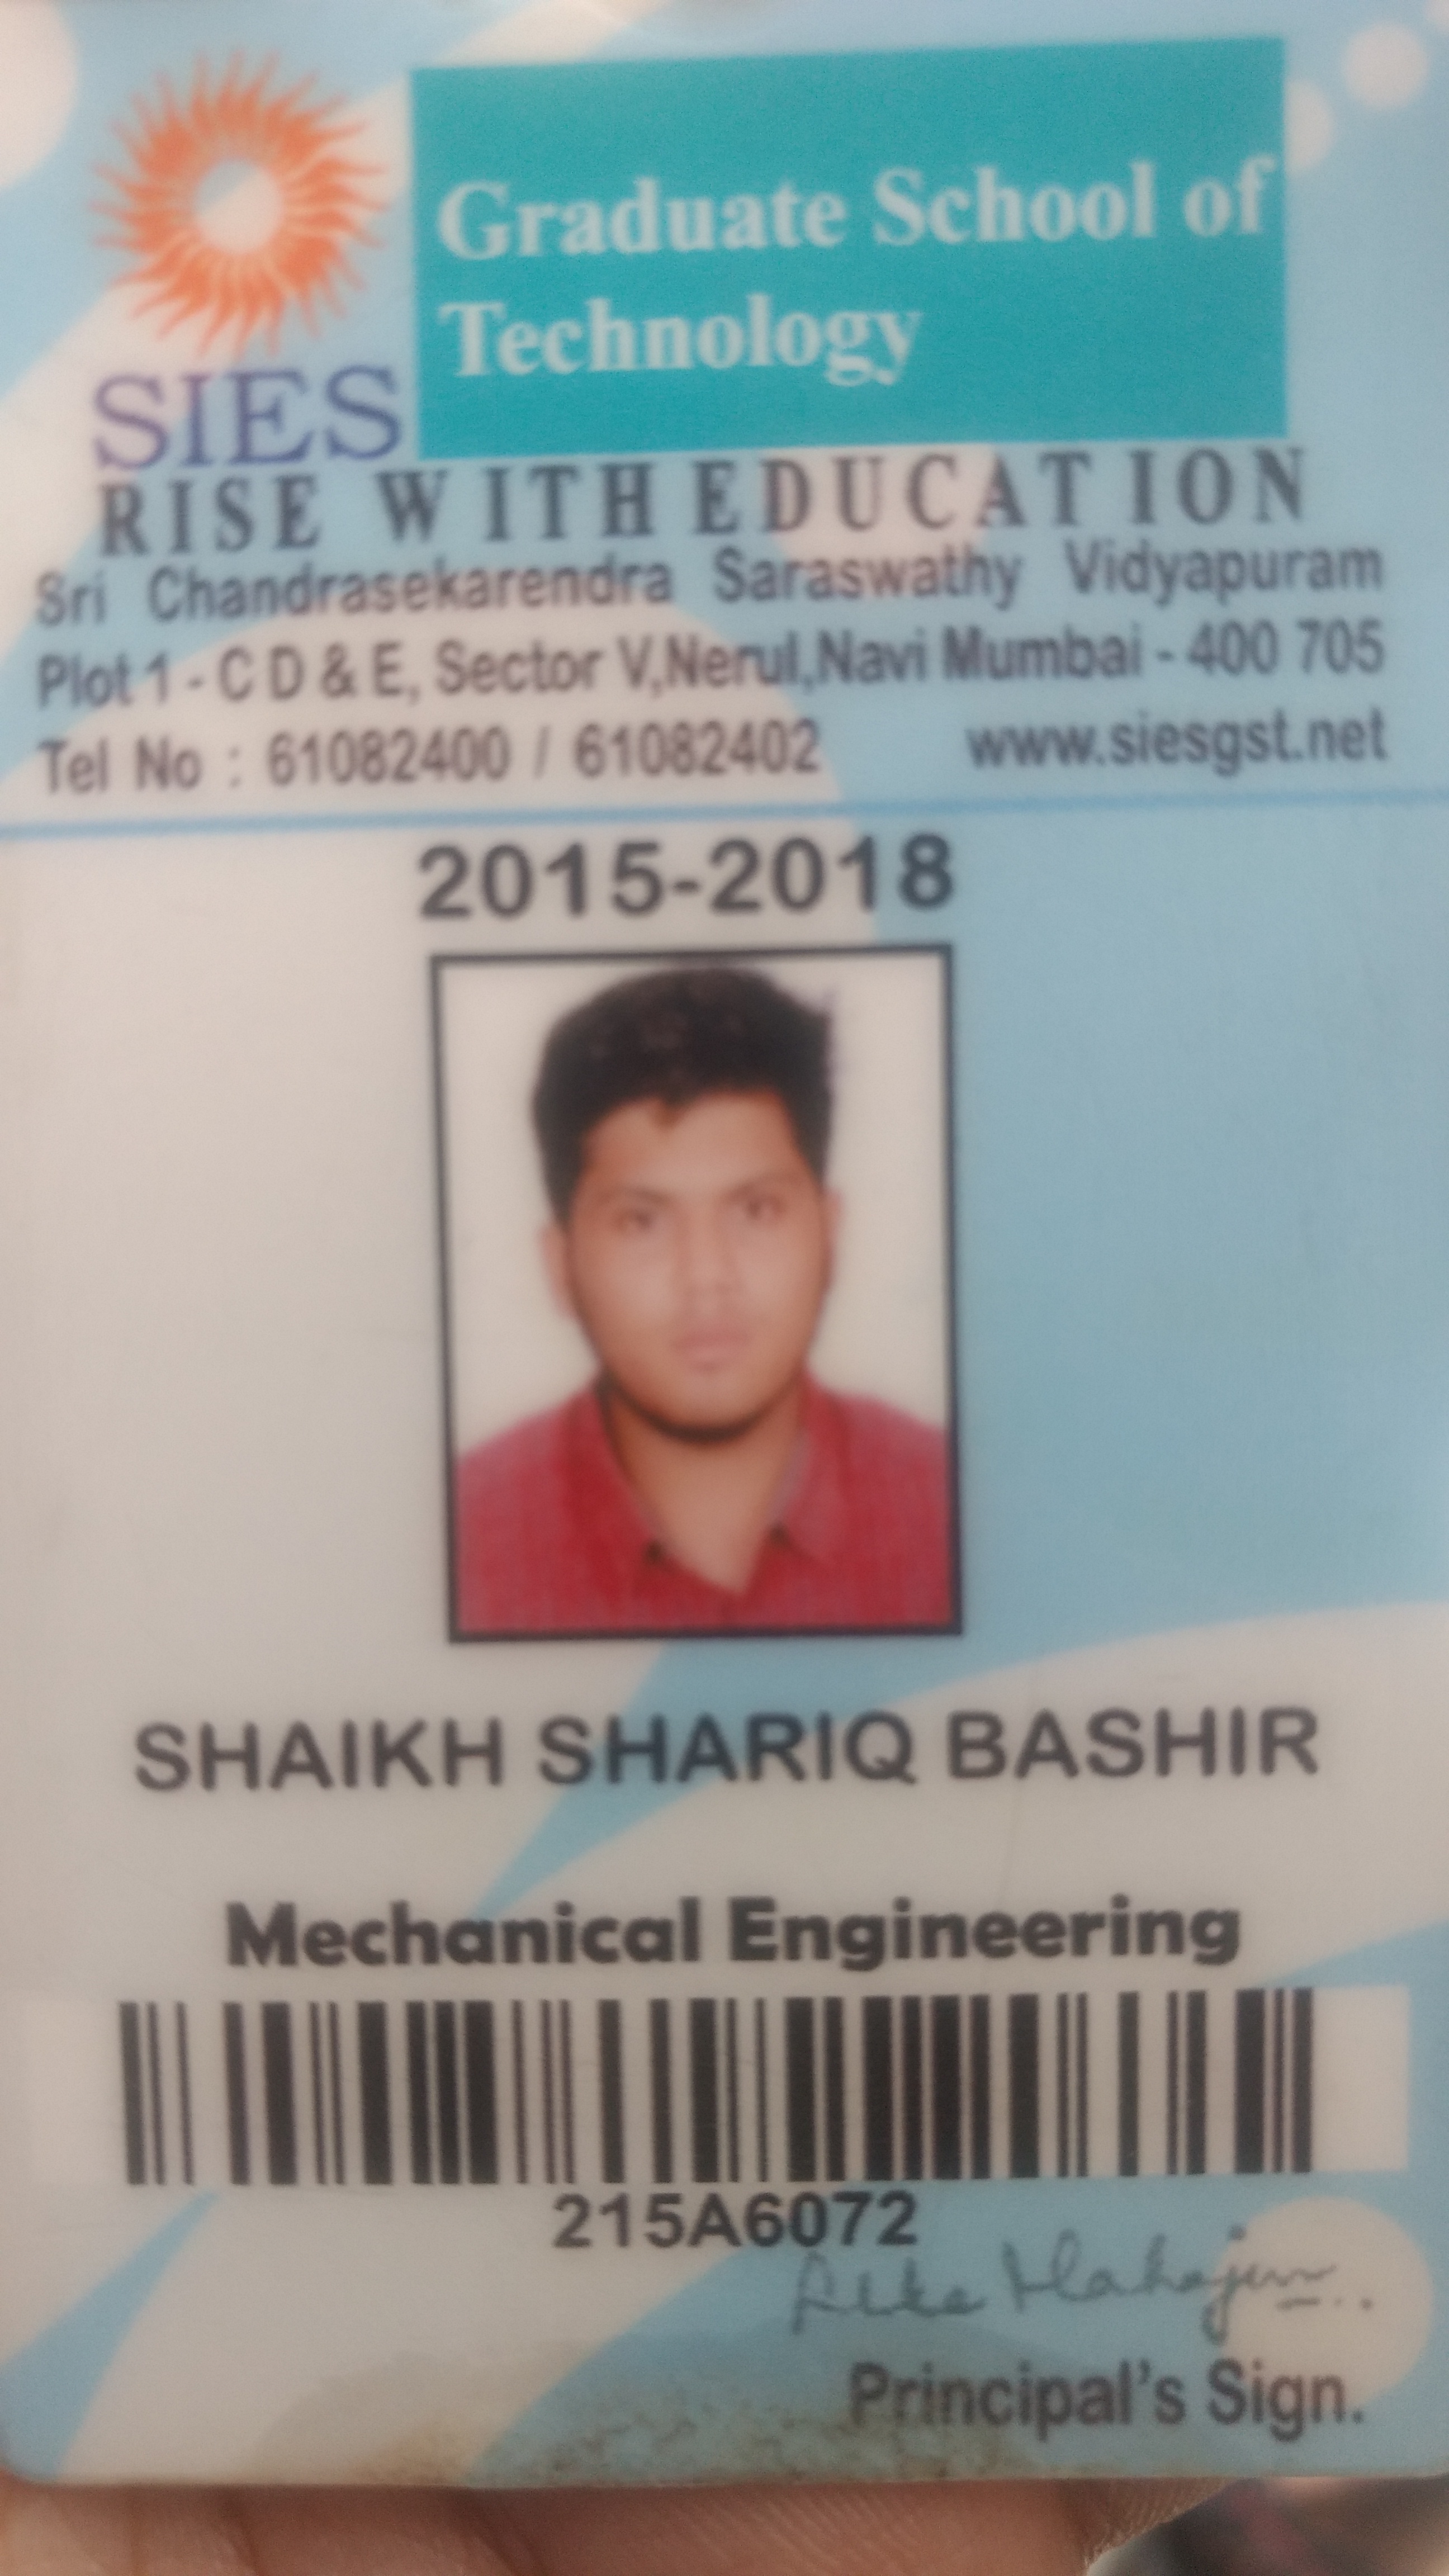 Graduate School of
Technology
SIES
RISE WITH EDUCATION
Sri Chandrasekarendra Saraswathy Vidyapuram
Plot 1 - C D & E, Sector V,Nerul,Navi Mumbai - 400 705
Tel No : 61082400 / 61082402 www.siesgst.net
2015-2018
SHAIKH SHARIQ BASHIR
Mechanical Engineering
215A6072
Mahajan
Principal's Sign.